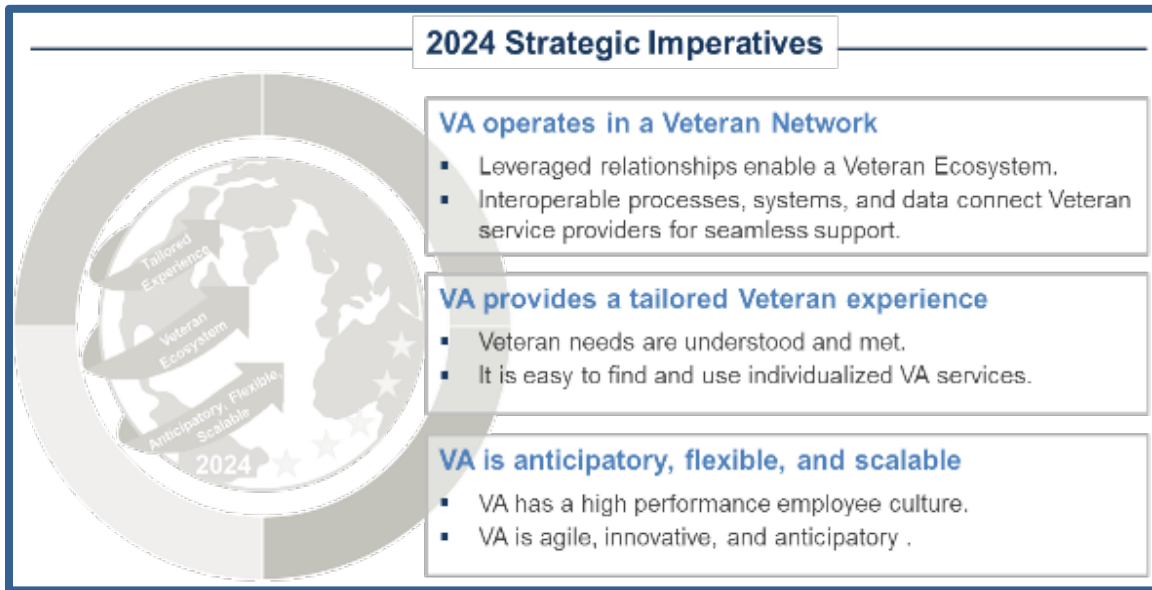 2024 Strategic Imperatives
VA operates in a Veteran Network
▪ Leveraged relationships enable a Veteran Ecosystem.
▪ Interoperable processes, systems, and data connect Veteran
service providers for seamless support.
VA provides a tailored Veteran experience
▪ Veteran needs are understood and met.
▪ It is easy to find and use individualized VA services.
VA is anticipatory, flexible, and scalable
▪ VA has a high performance employee culture.
▪ VA is agile, innovative, and anticipatory .
Tailored
Experience
Veteran
Ecosystem
Anticipatory, Flexible,
Scalable
2024